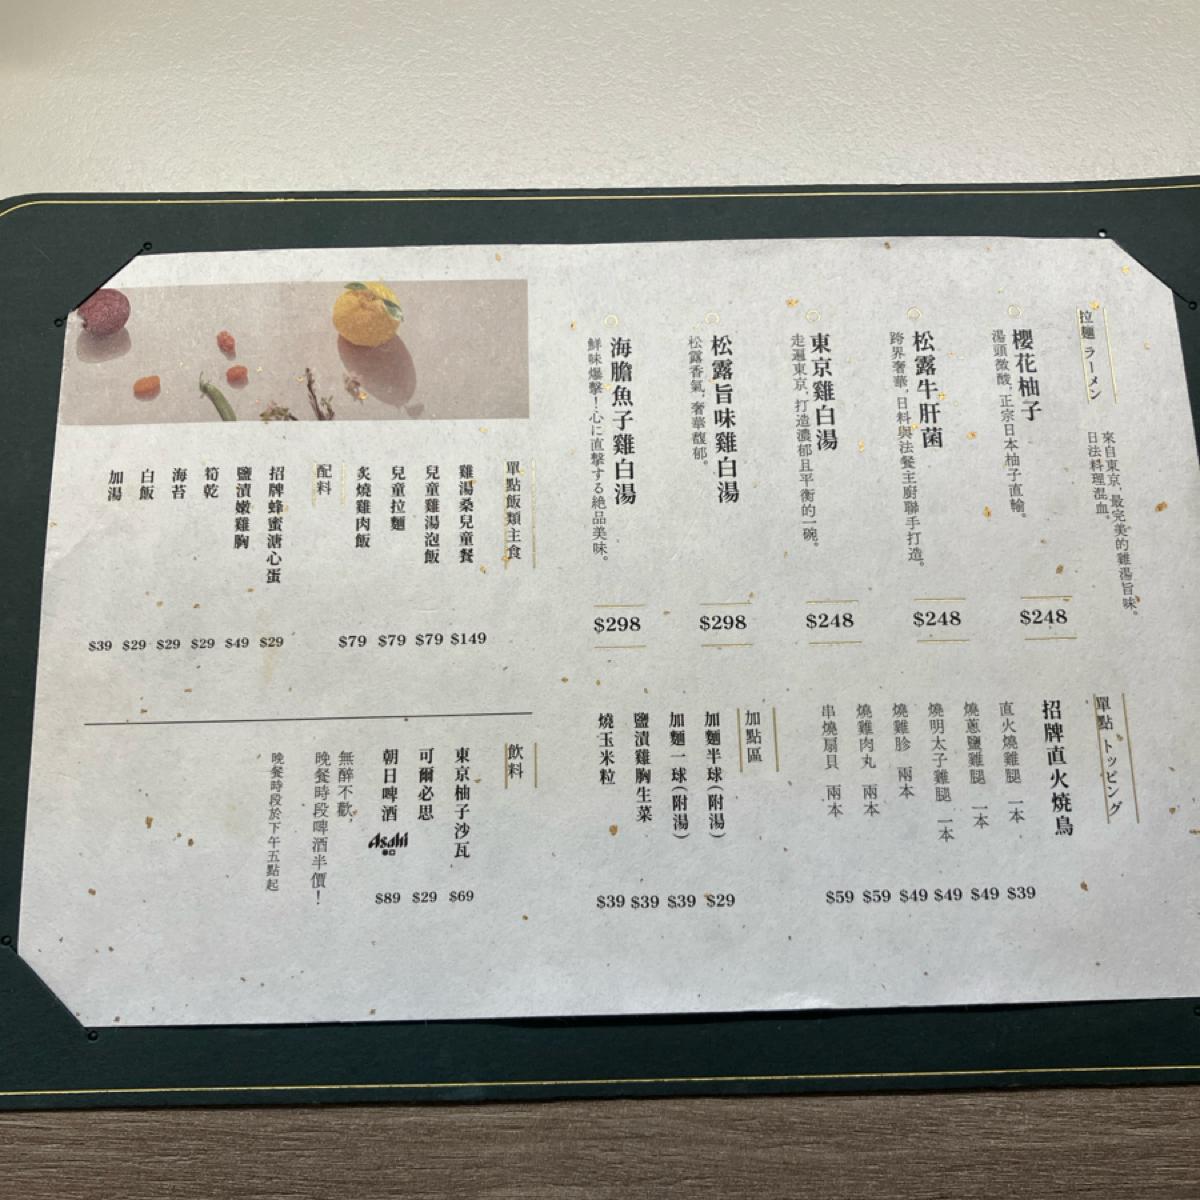 拉麵 ラーメン
來自東京，最完美的雞湯旨味。
日法料理混血。
櫻花柚子
湯頭微酸，正宗日本柚子直輸。
$248
松露牛肝菌
跨界奢華，日料與法餐主廚聯手打造。
$248
東京雞白湯
走遍東京，打造濃郁且平衡的一碗。
$248
松露旨味雞白湯
松露香氣，奢華馥郁。
$298
海膽魚子雞白湯
鮮味爆擊！心に直撃する絶品美味。
$298
單點飯類主食
雞湯桑兒童餐 $149
兒童雞湯泡飯 $79
兒童拉麵 $79
炙燒雞肉飯 $79
配料
招牌蜂蜜溏心蛋 $29
鹽漬嫩雞胸 $49
筍乾 $29
海苔 $29
白飯 $29
加湯 $39
單點 トッピング
招牌直火燒鳥
直火燒雞腿 一本 $39
燒蔥鹽雞腿 一本 $49
燒明太子雞腿 一本 $49
燒雞胗 兩本 $49
燒雞肉丸 兩本 $59
串燒扇貝 兩本 $59
加點區
加麵半球(附湯) $29
加麵一球(附湯) $39
鹽漬雞胸生菜 $39
燒玉米粒 $39
飲料
東京柚子沙瓦 $69
可爾必思 $29
朝日啤酒 Asahi $89
無醉不歡，
晚餐時段啤酒半價！
晚餐時段於下午五點起